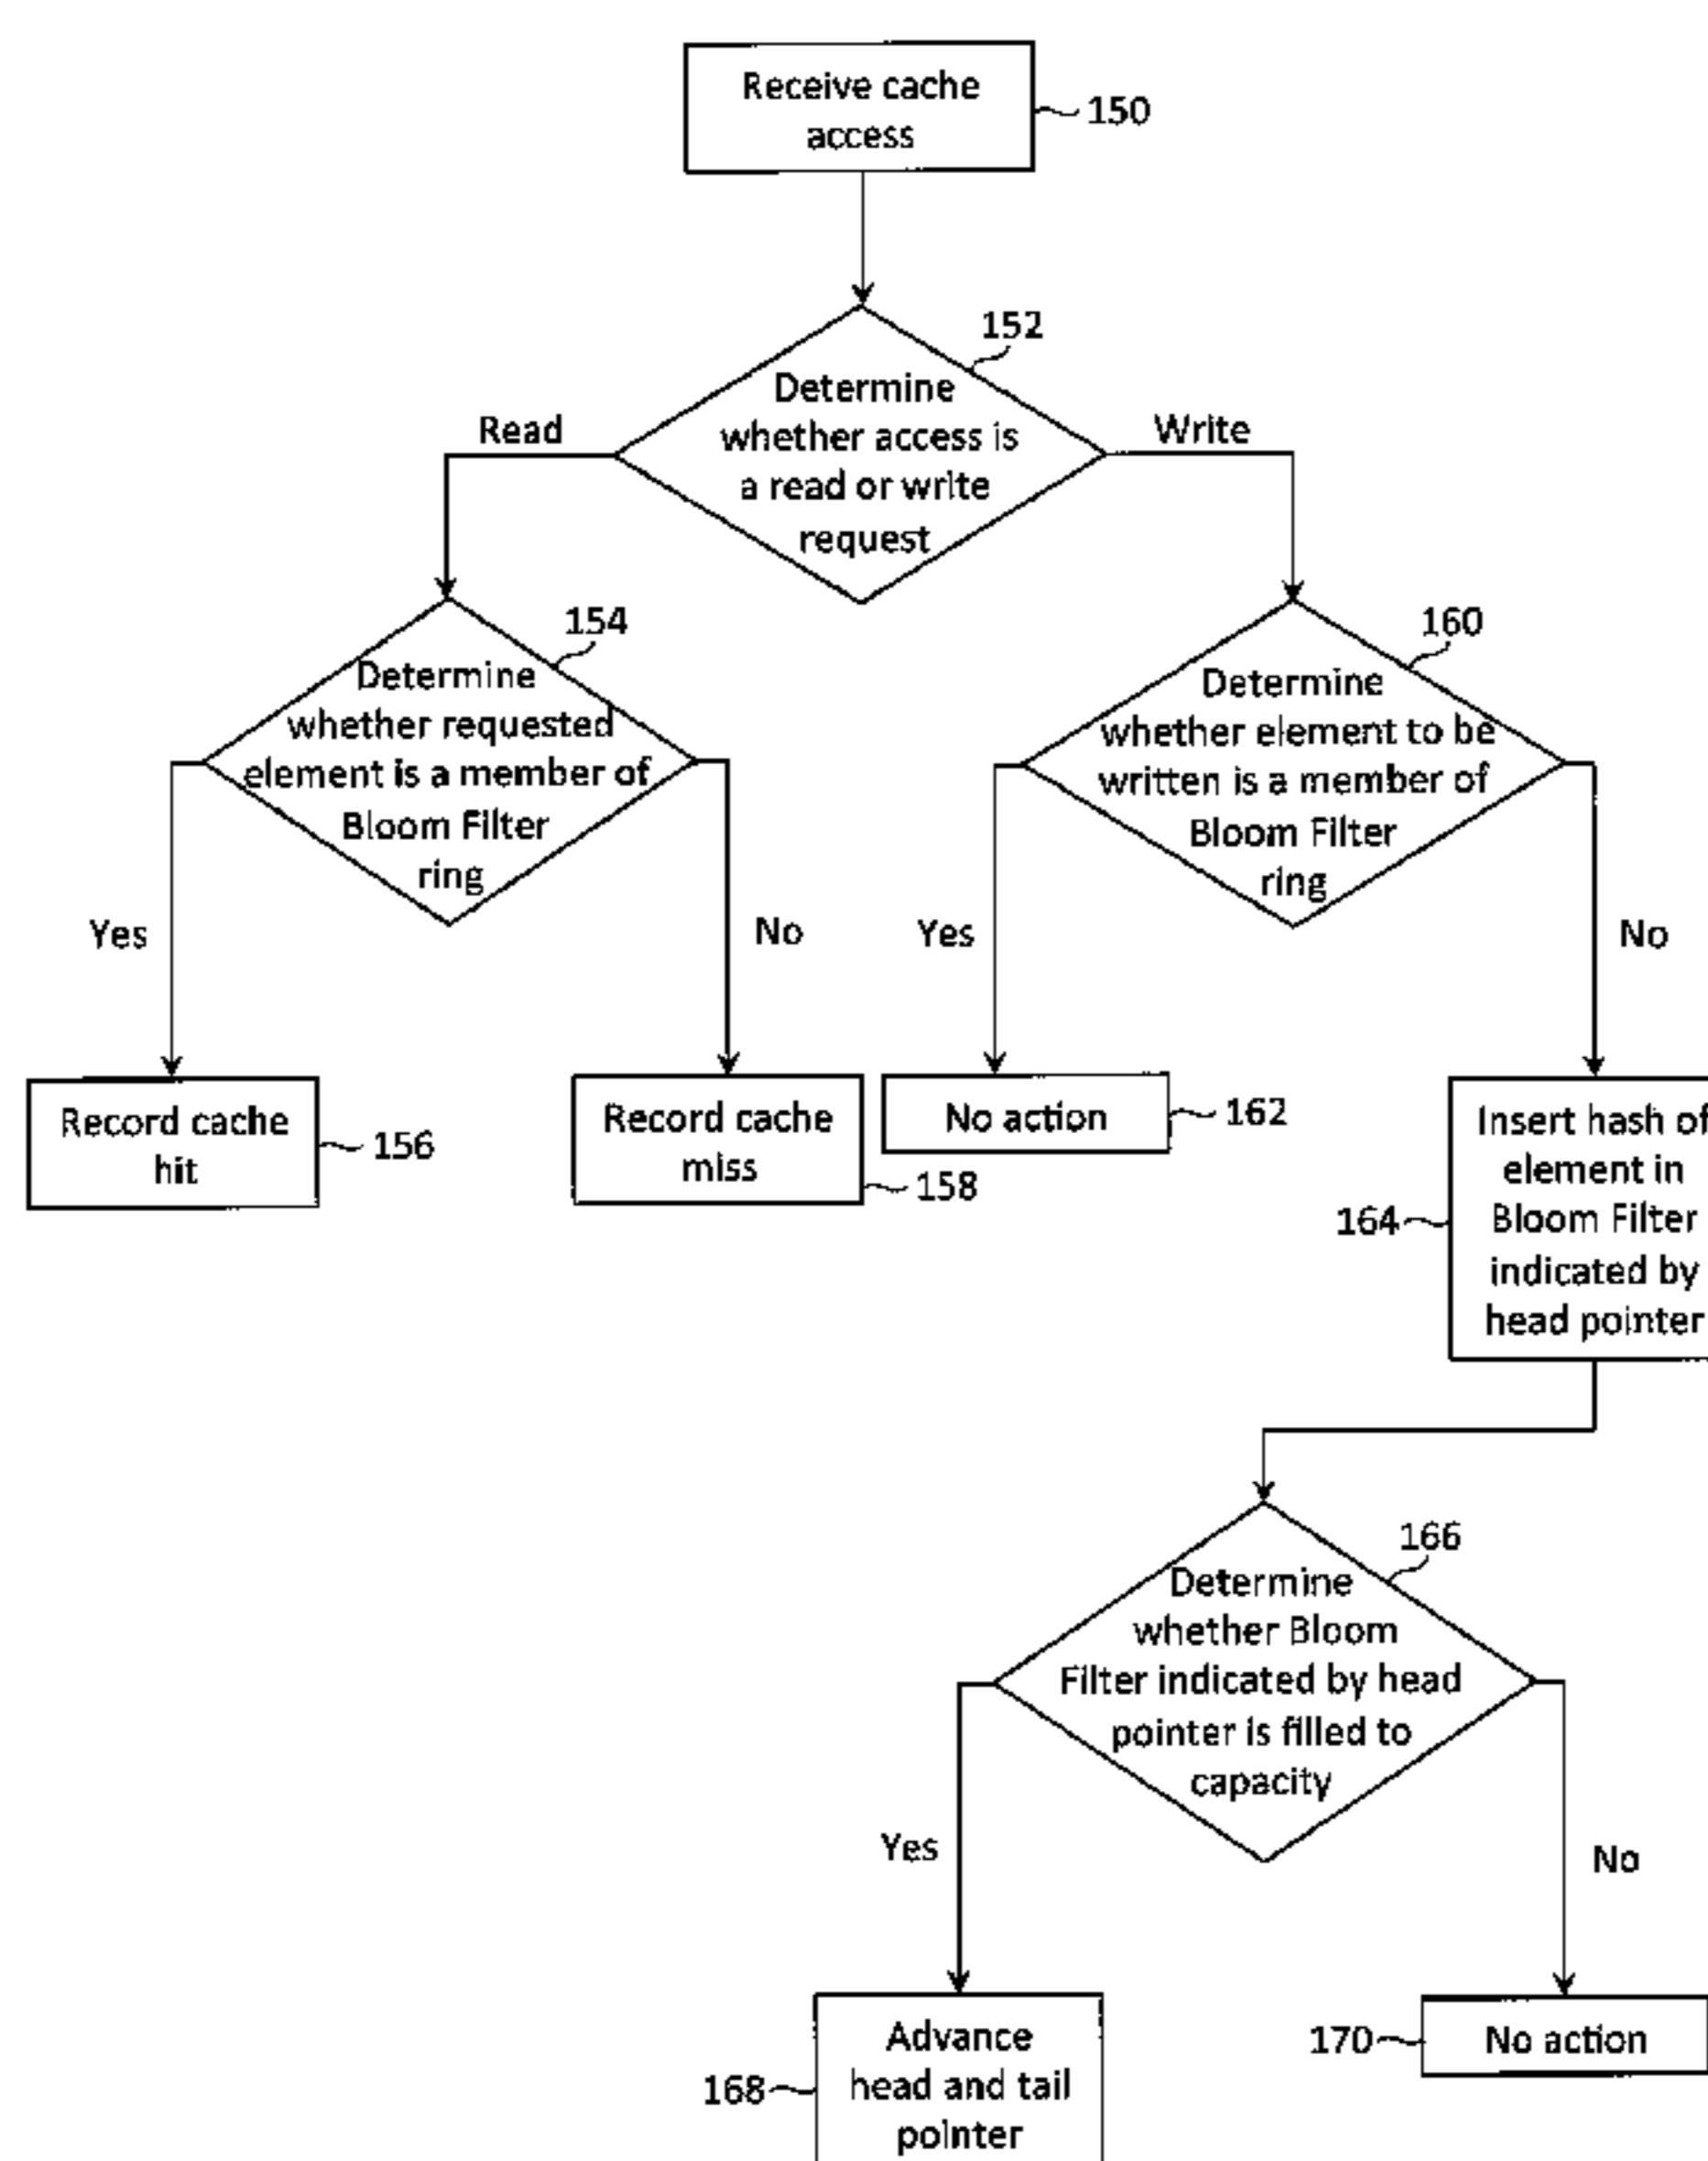 Receive cache
access
150
152
Determine
whether access is
a read or write
request
Read
Write
154
Determine
whether requested
element is a member of
Bloom Filter
ring
160
Determine
whether element to be
written is a member of
Bloom Filter
ring
Yes
No
Yes
No
Record cache
hit
156
Record cache
miss
158
No action
162
Insert hash of
element in
Bloom Filter
indicated by
head pointer
164
166
Determine
whether Bloom
Filter indicated by head
pointer is filled to
capacity
Yes
No
Advance
head and tail
pointer
168
170
No action